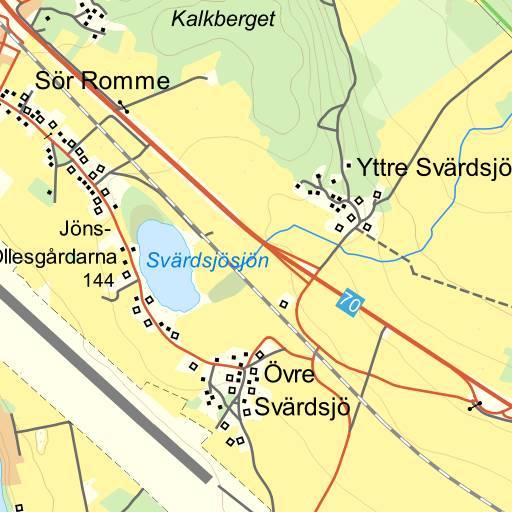 Kalkberget
Sör Romme
Yttre Svärdsjö
Jöns-
Ollesgårdarna
144
Svärdsjösjön
70
Övre
Svärdsjö